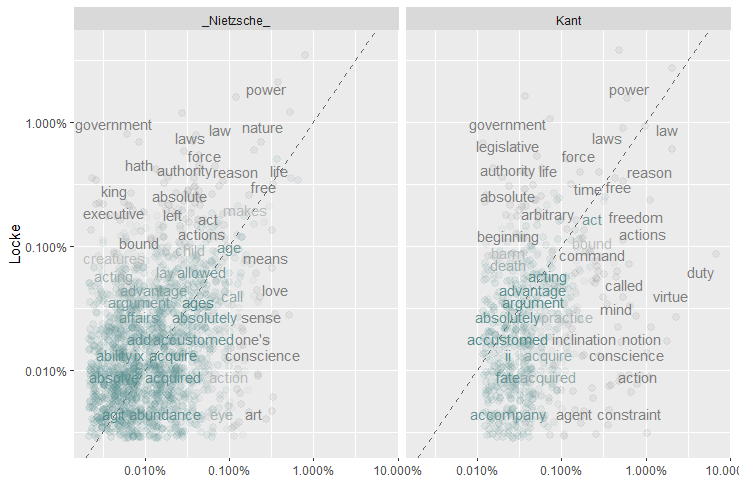 _Nietzsche_
Kant
Locke
1.000%
0.100%
0.010%
power
government
law
nature
laws
force
hath
authority
reason
life
free
king
absolute
executive
left
act
makes
actions
bound
child
age
creatures
means
acting
lay allowed
advantage
argument
ages
call
love
affairs
absolutely
sense
add
accustomed
one's
ability
ix
acquire
conscience
absolve
acquired
action
agit
abundance
eye
art
power
government
law
legislative
laws
force
authority
life
reason
time
free
absolute
arbitrary
act
freedom
beginning
bound
actions
harm
command
death
acting
duty
advantage
called
argument
virtue
mind
absolutely
practice
accustomed
inclination
notion
ii
acquire
conscience
fate
acquired
action
accompany
agent
constraint
0.010%
0.100%
1.000%
10.000%
0.010%
0.100%
1.000%
10.000%